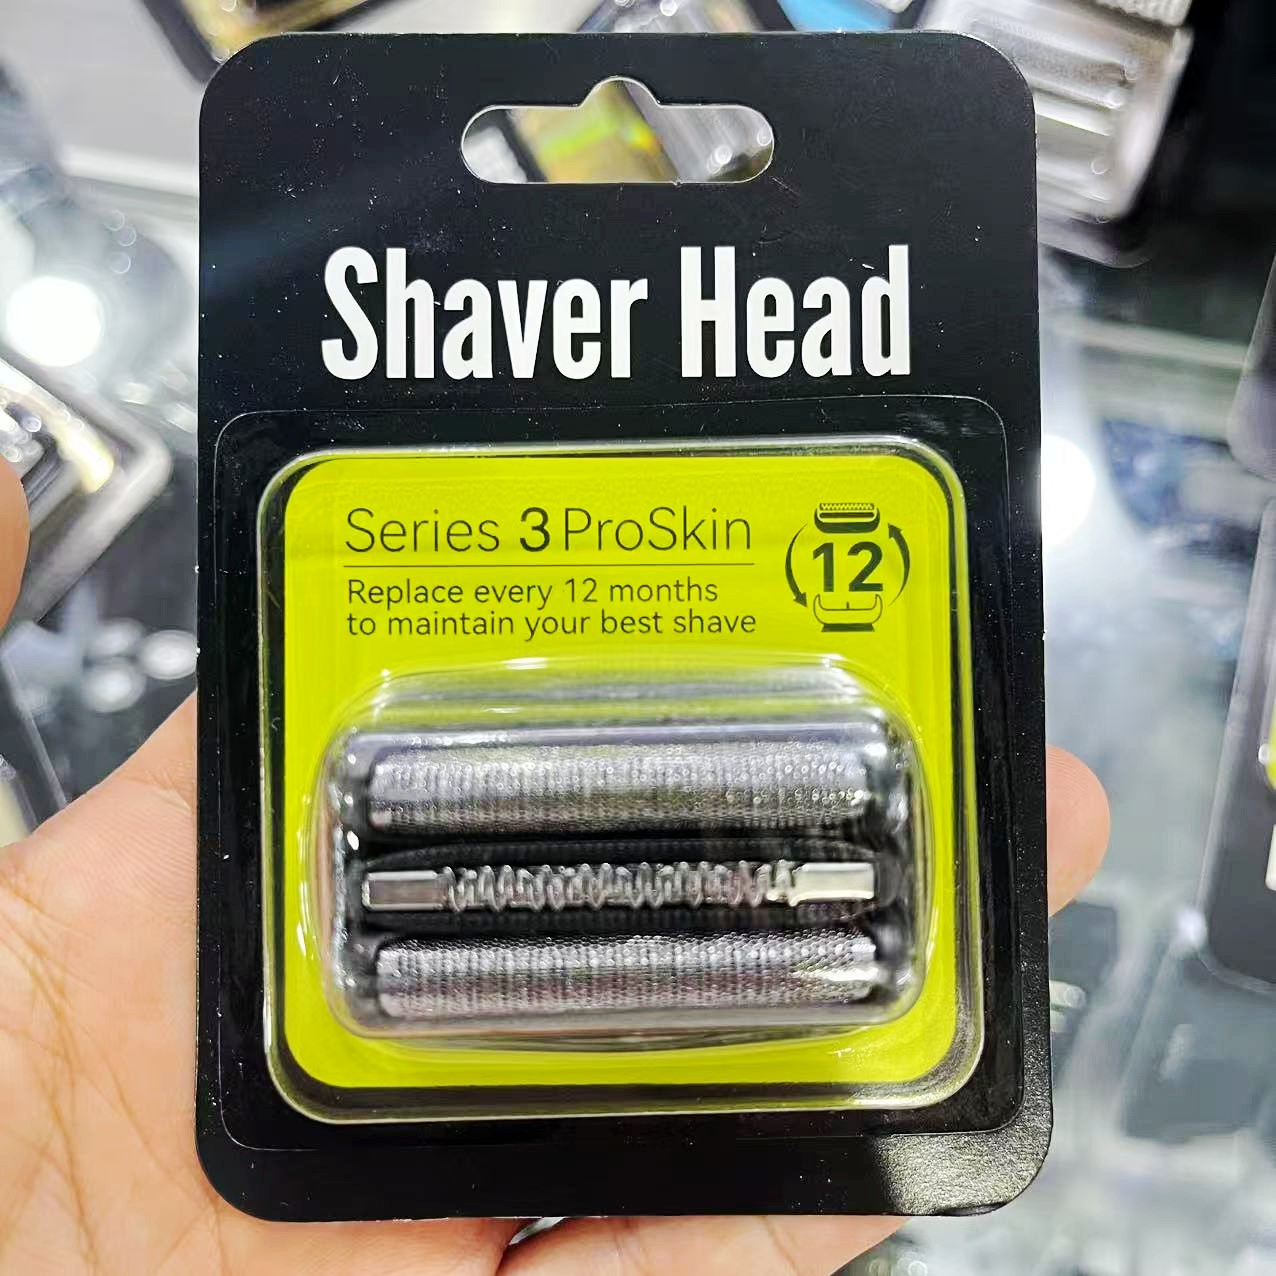 Shaver Head
Series 3 ProSkin
Replace every 12 months
to maintain your best shave
12